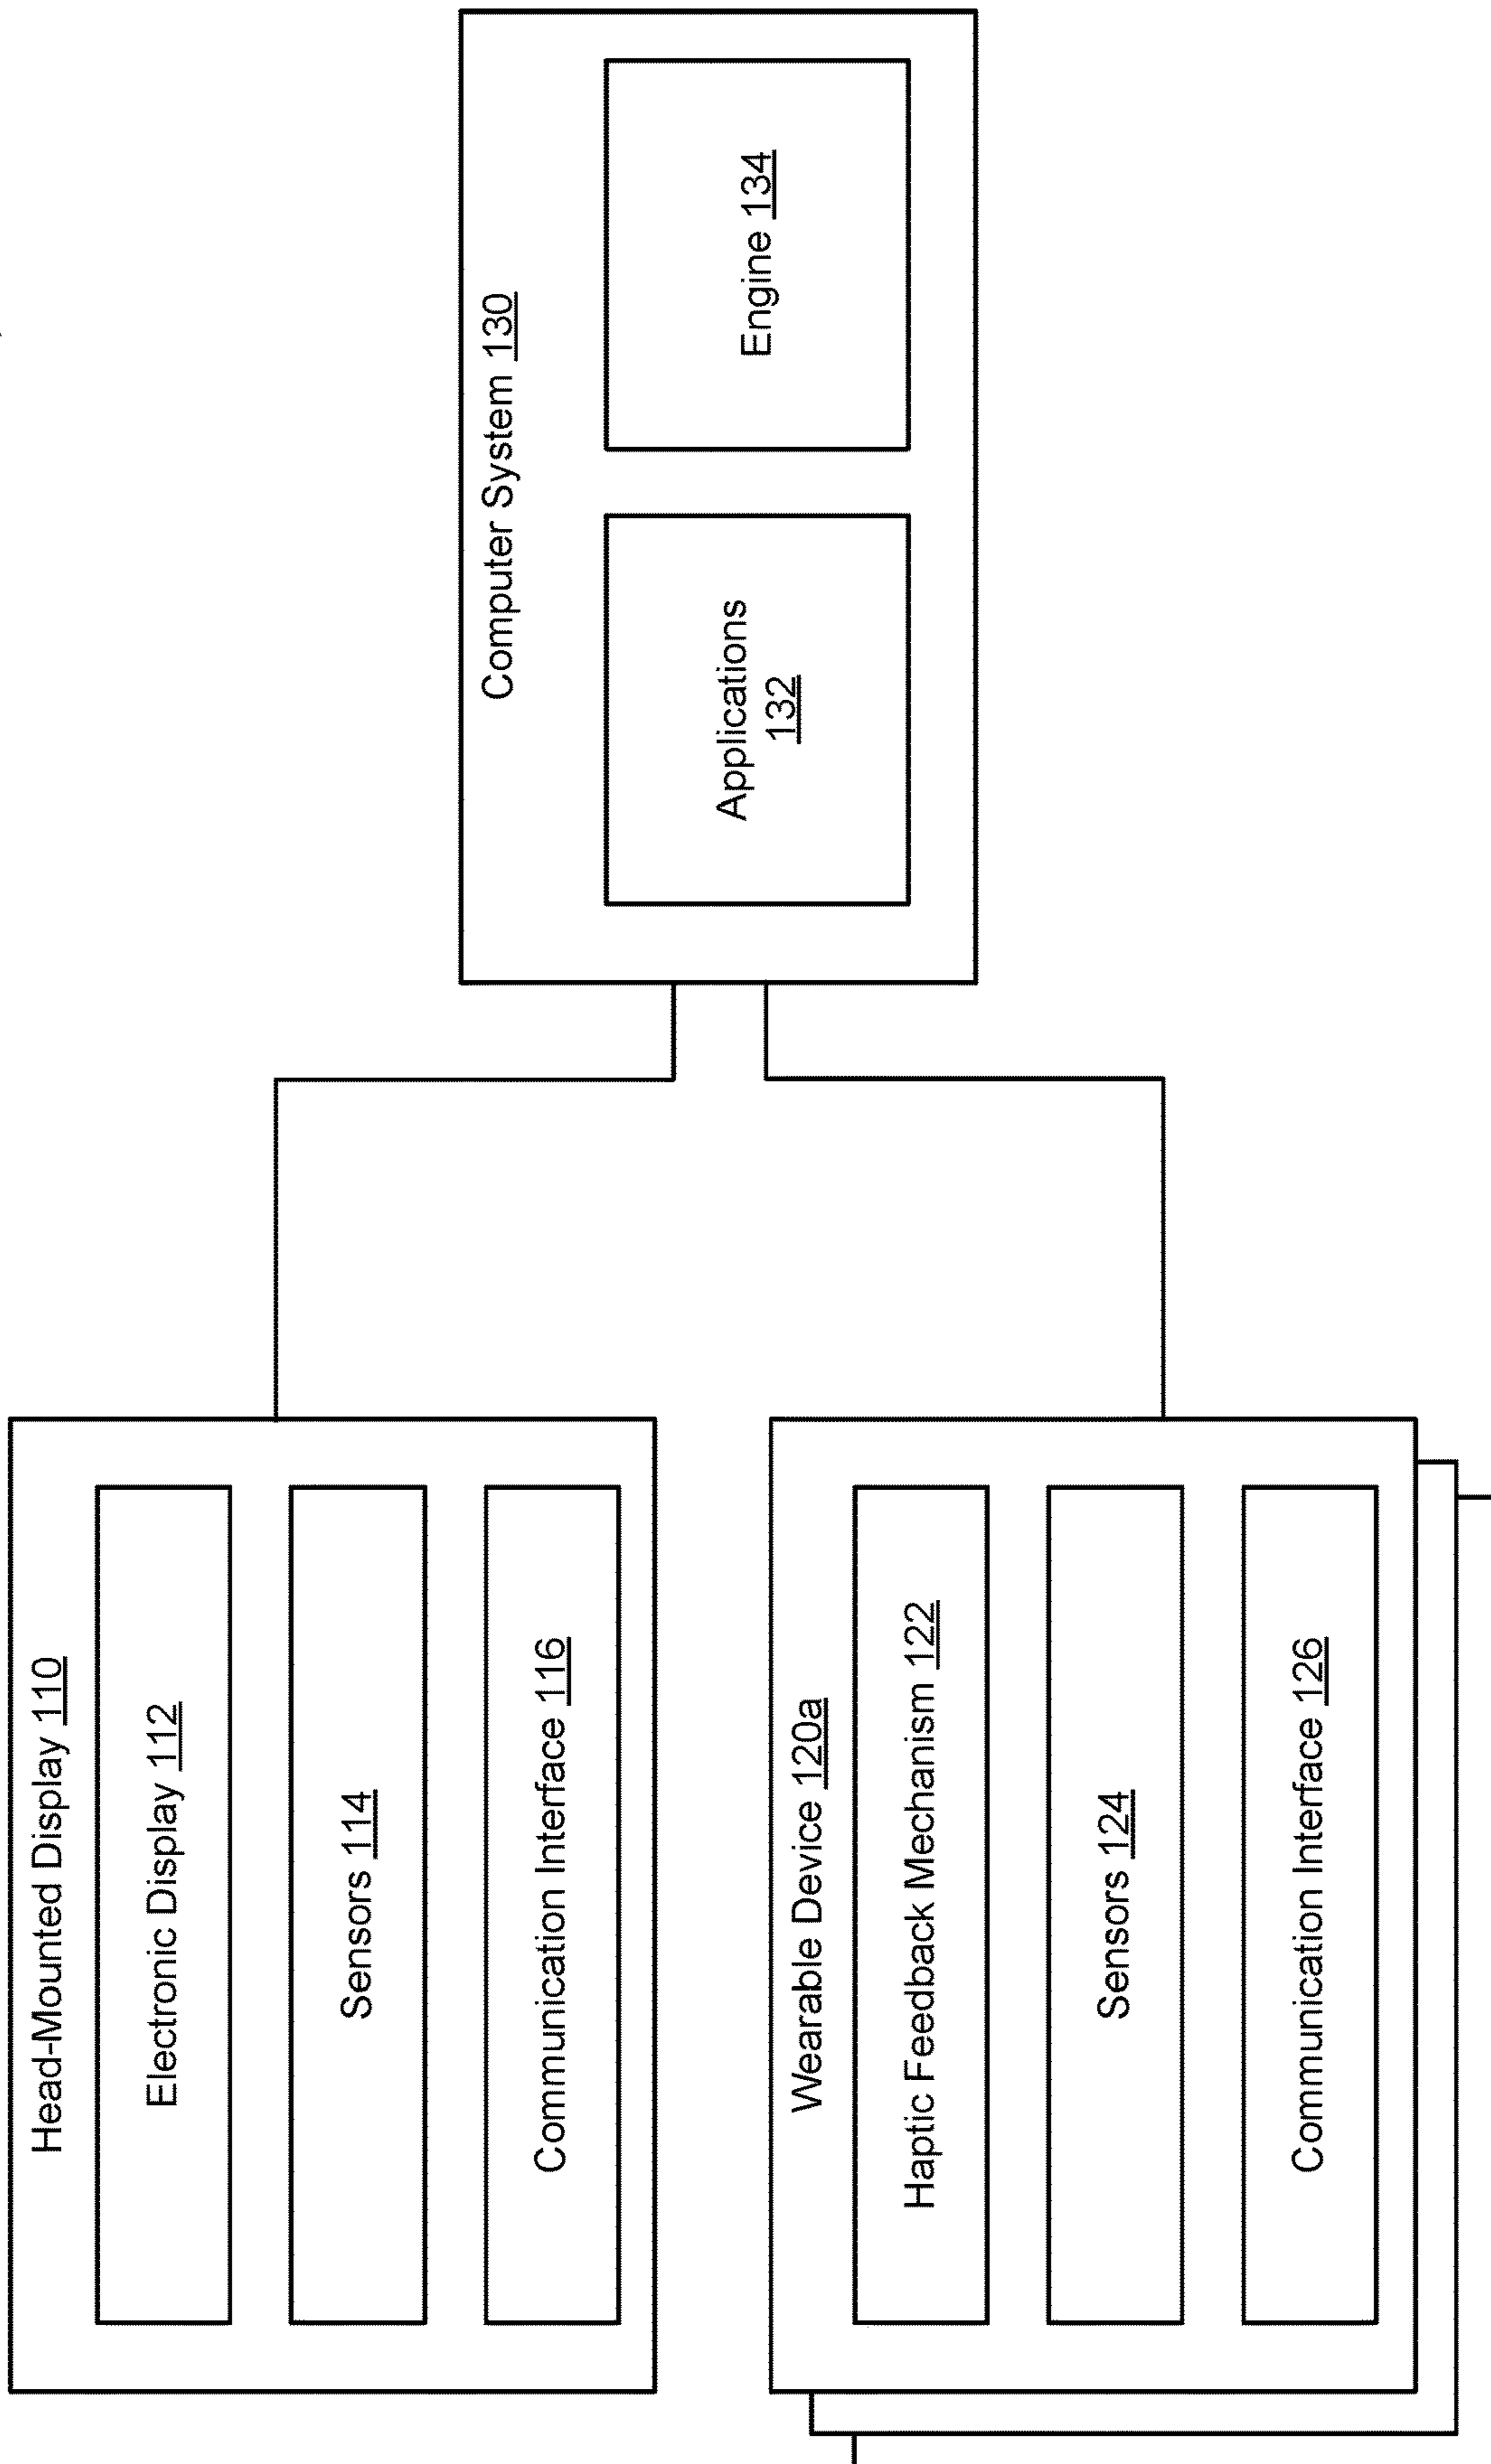 Head-Mounted Display 110
Electronic Display 112
Sensors 114
Communication Interface 116
Wearable Device 120a
Haptic Feedback Mechanism 122
Sensors 124
Communication Interface 126
Computer System 130
Applications
132
Engine 134